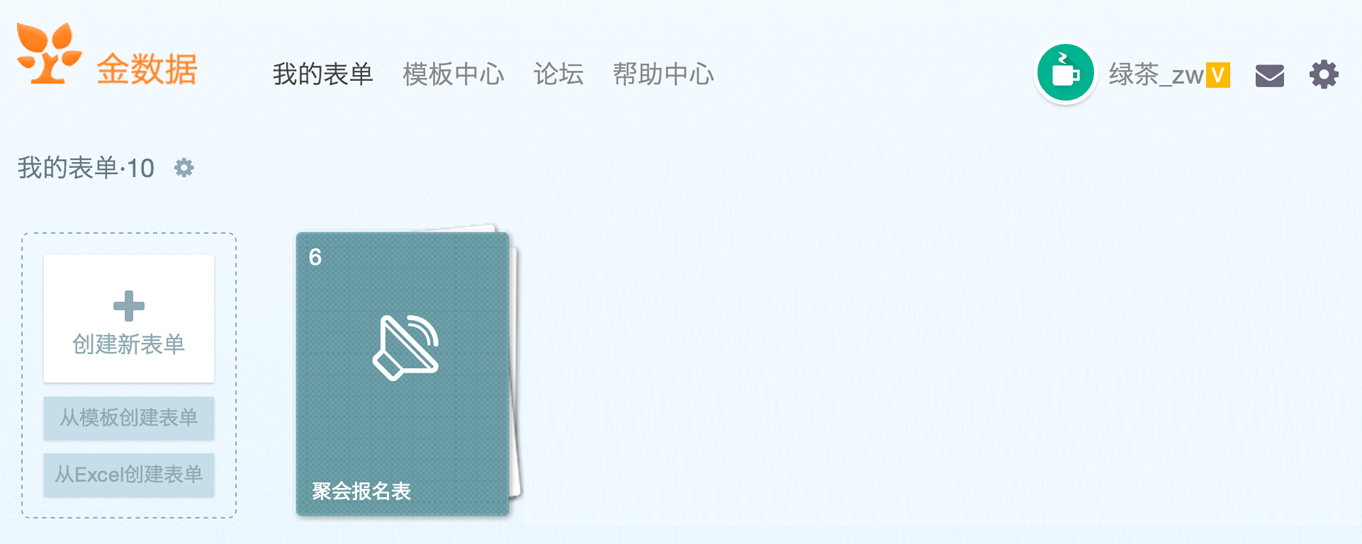 金数据
我的表单 模板中心 论坛 帮助中心
绿茶_zw V
我的表单·10
创建新表单
从模板创建表单
从Excel创建表单
6
聚会报名表